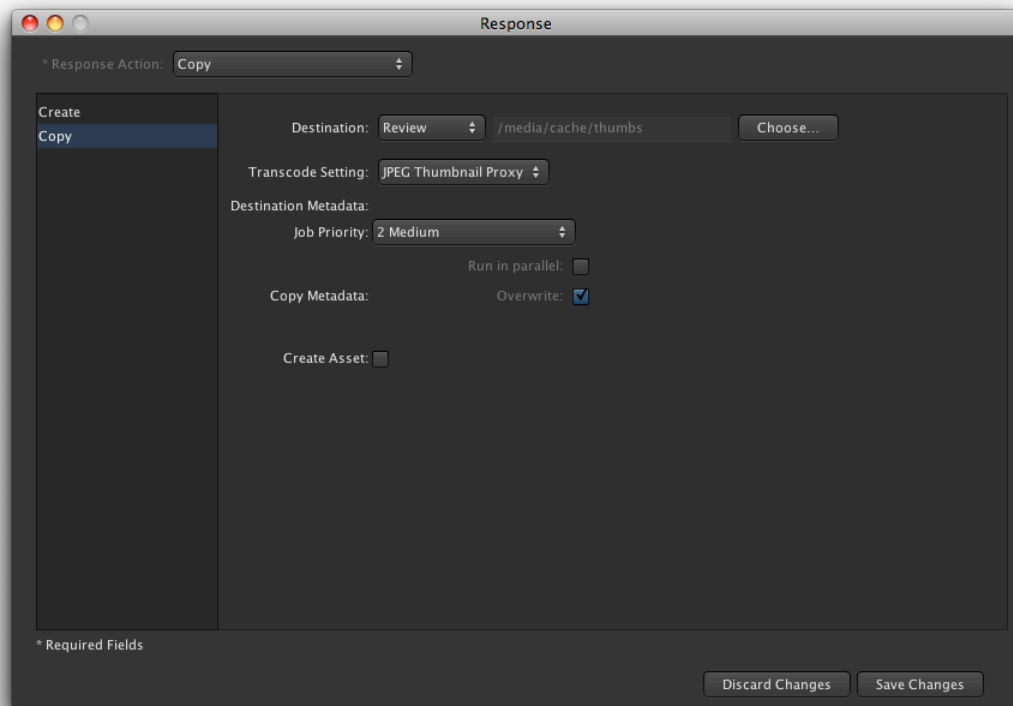 Response
* Response Action: Copy
Create
Copy
Destination: Review /media/cache/thumbs Choose...
Transcode Setting: JPEG Thumbnail Proxy
Destination Metadata:
Job Priority: 2 Medium
Run in parallel:
Copy Metadata: Overwrite:
Create Asset:
* Required Fields
Discard Changes Save Changes